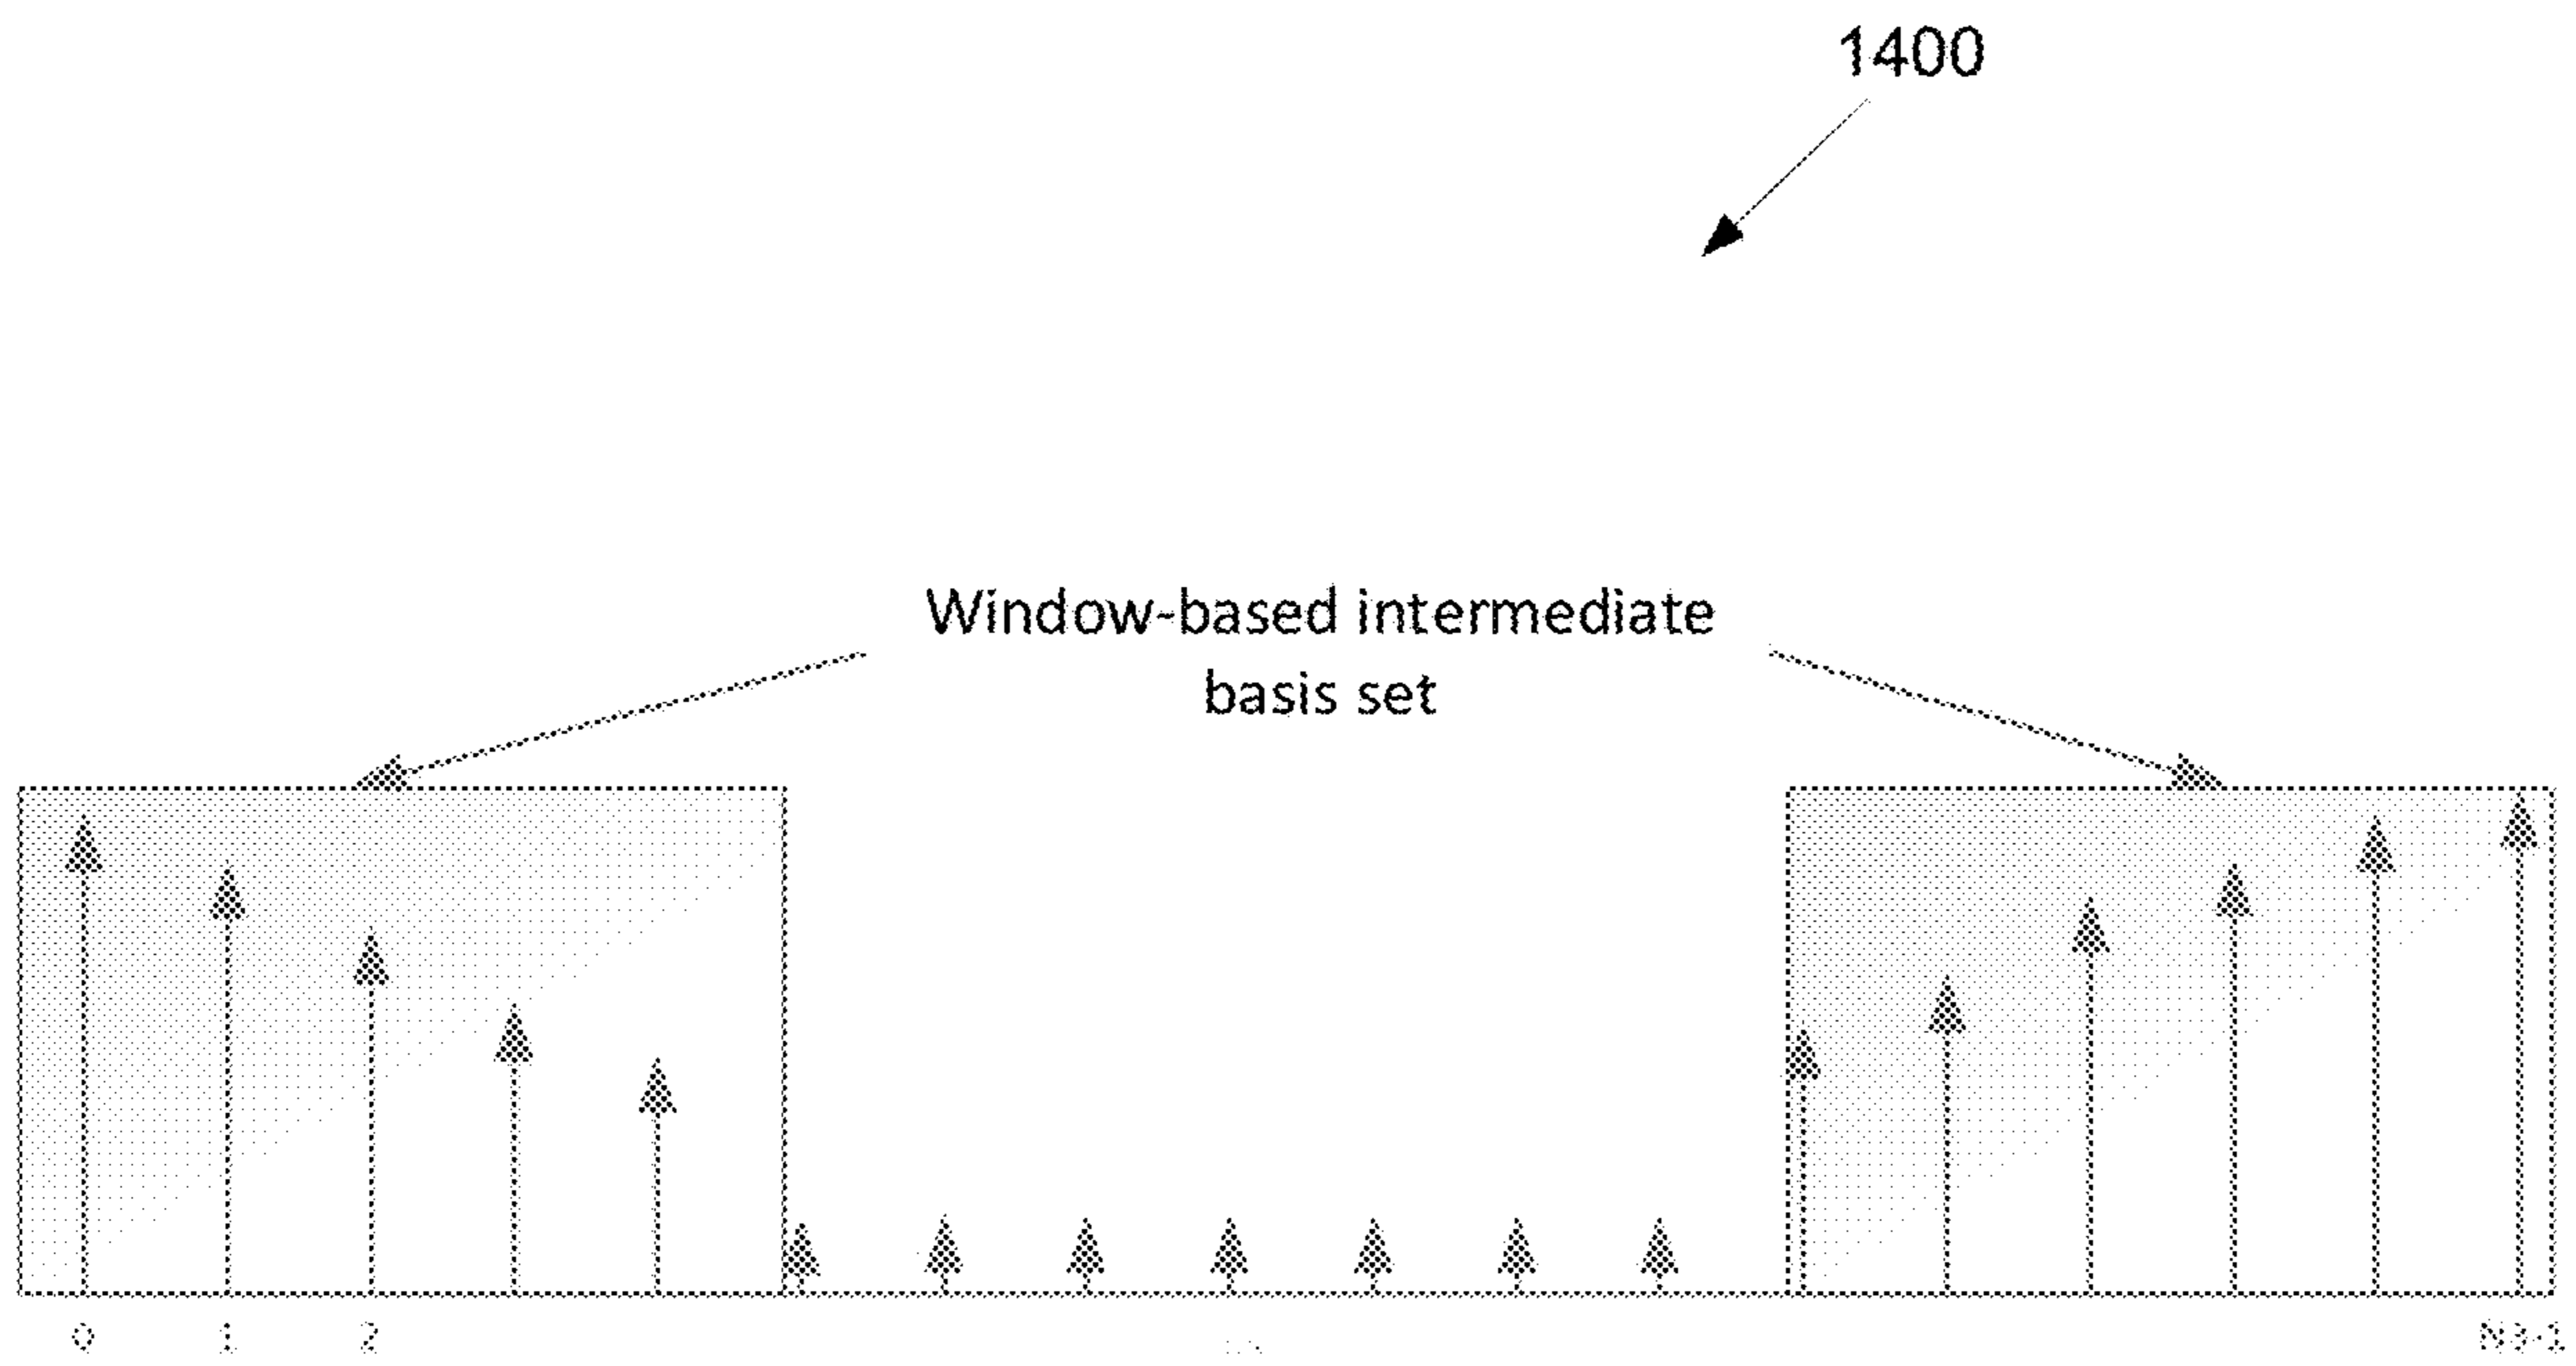 1400
Window-based intermediate
basis set
0 1 2 ... N3-1